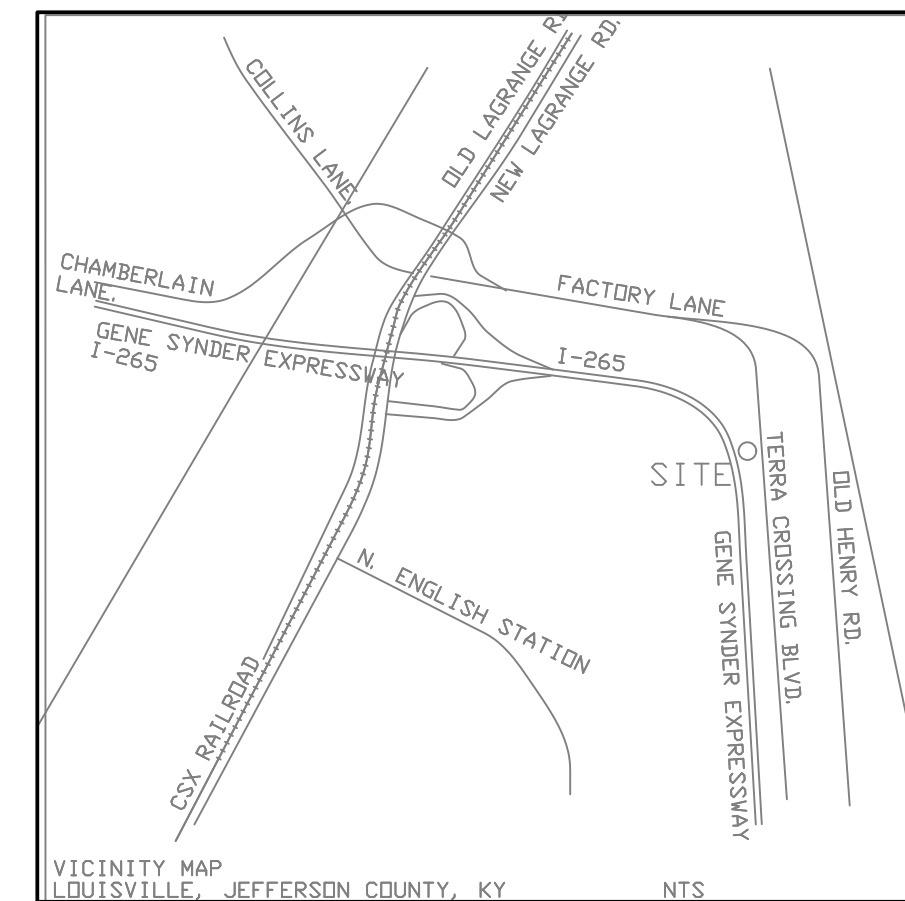 COLLINS LANE
OLD LAGRANGE
NEW LAGRANGE RD.
CHAMBERLAIN
LANE.
FACTORY LANE
GENE SYNDER EXPRESSWAY
I-265
I-265
SITE
TERRA CROSSING BLVD.
OLD HENRY RD.
GENE SYNDER EXPRESSWAY
N. ENGLISH STATION
CSX RAILROAD
VICINITY MAP
LOUISVILLE, JEFFERSON COUNTY, KY NTS